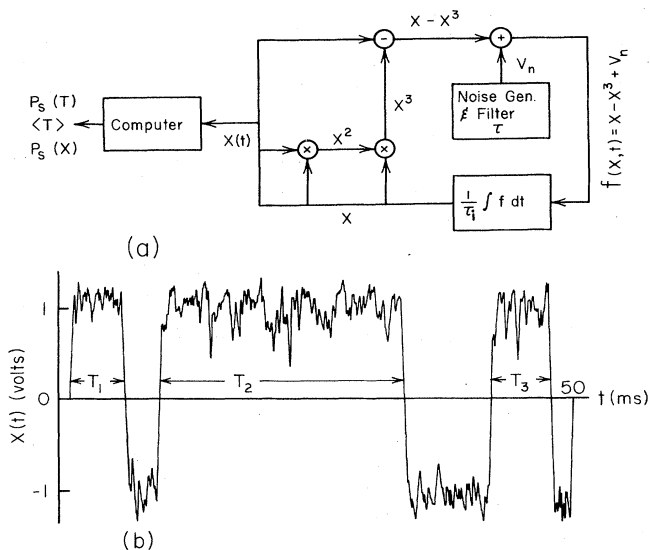 X − X³
−
+
Vₙ
X³
Noise Gen.
& Filter
τ
f(X,t) = X − X³ + Vₙ
Pₛ (T)
⟨T⟩
Pₛ (X)
Computer
X(t)
×
X²
×
X
1/τᵢ ∫ f dt
(a)
X(t) (volts)
1
0
-1
T₁
T₂
T₃
50
t (ms)
(b)